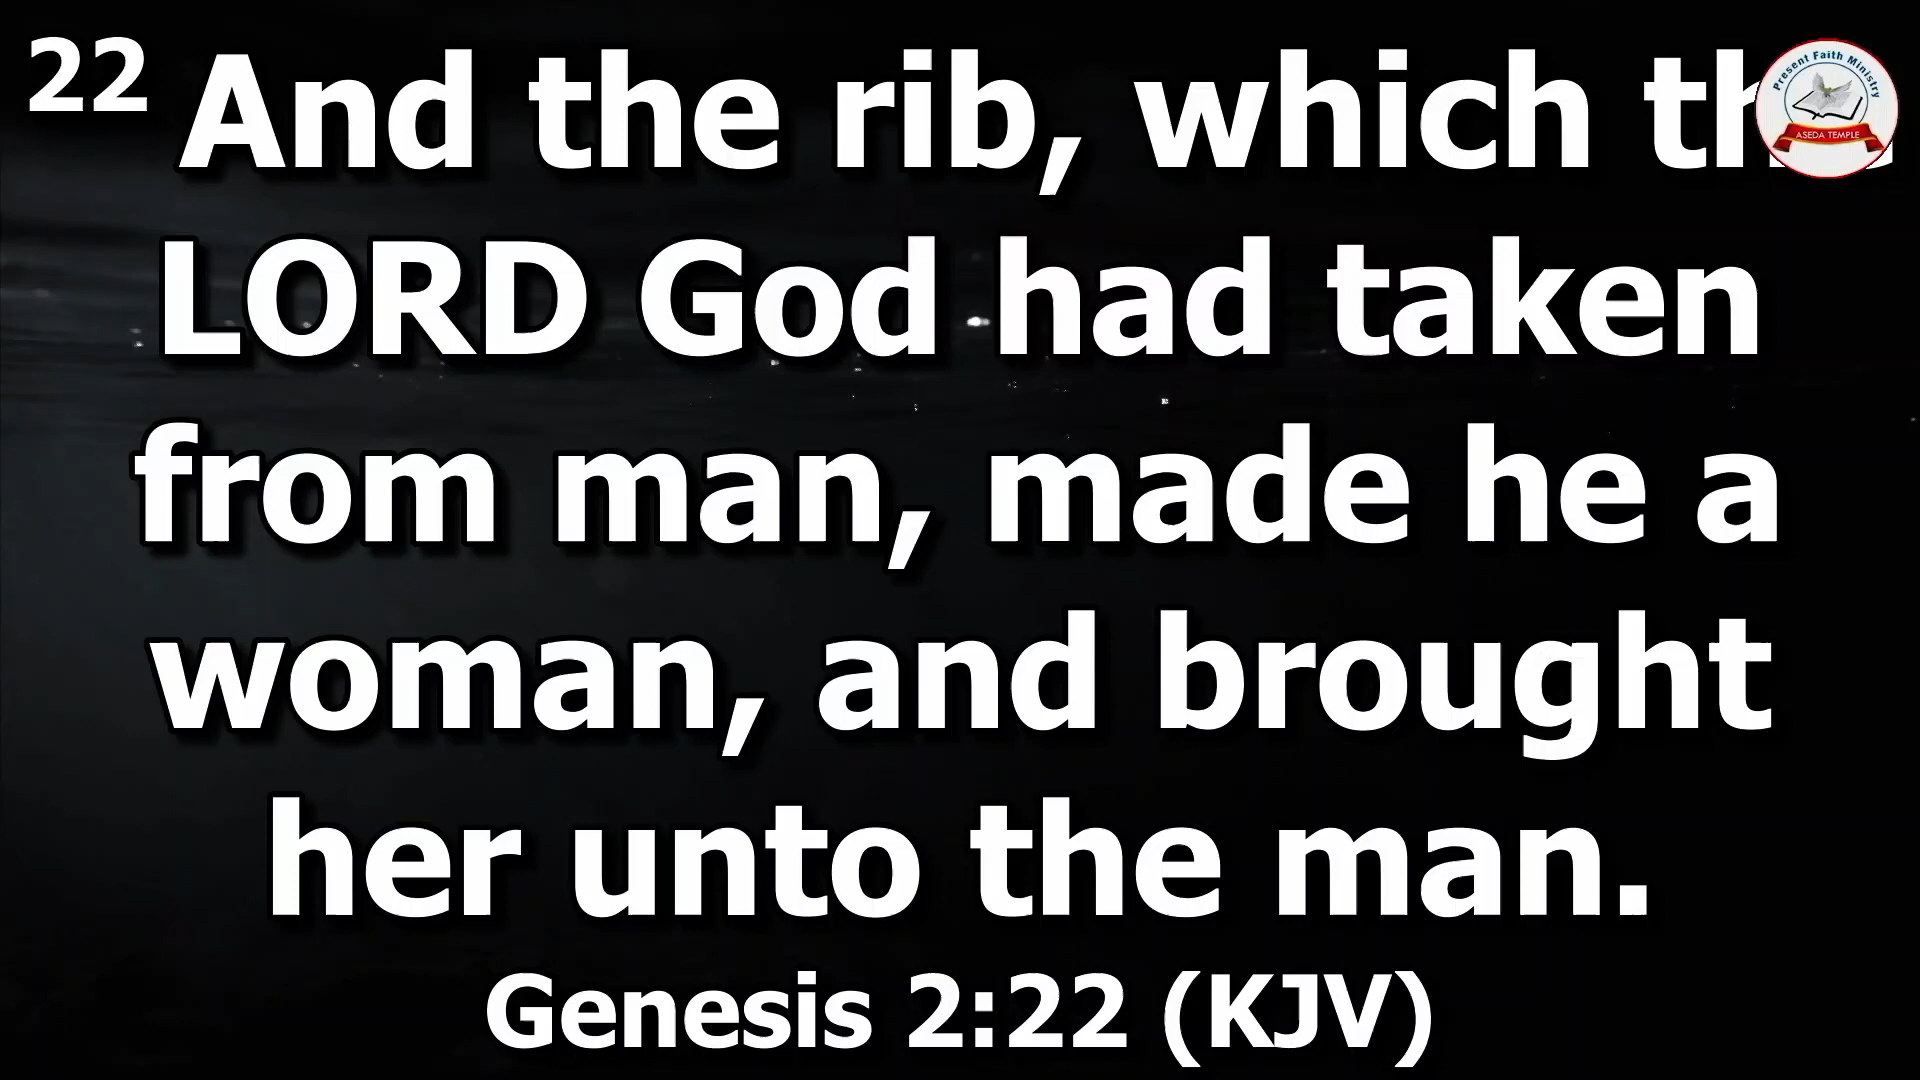 22 And the rib, which th
LORD God had taken
from man, made he a
woman, and brought
her unto the man.
Genesis 2:22 (KJV)
Present Faith Ministry
ASEDA TEMPLE